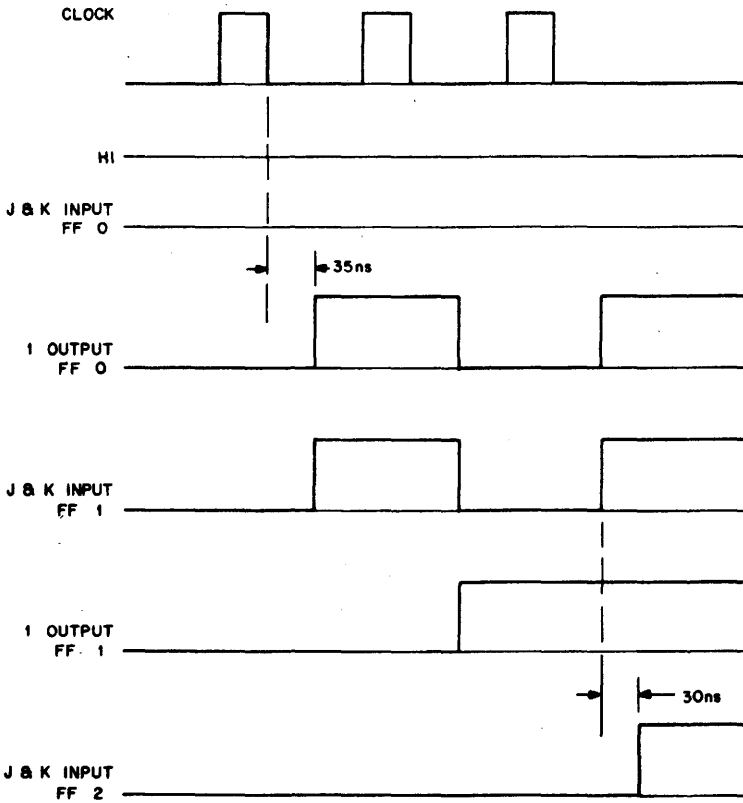 CLOCK
HI
J & K INPUT
FF 0
35ns
1 OUTPUT
FF 0
J & K INPUT
FF 1
1 OUTPUT
FF 1
30ns
J & K INPUT
FF 2